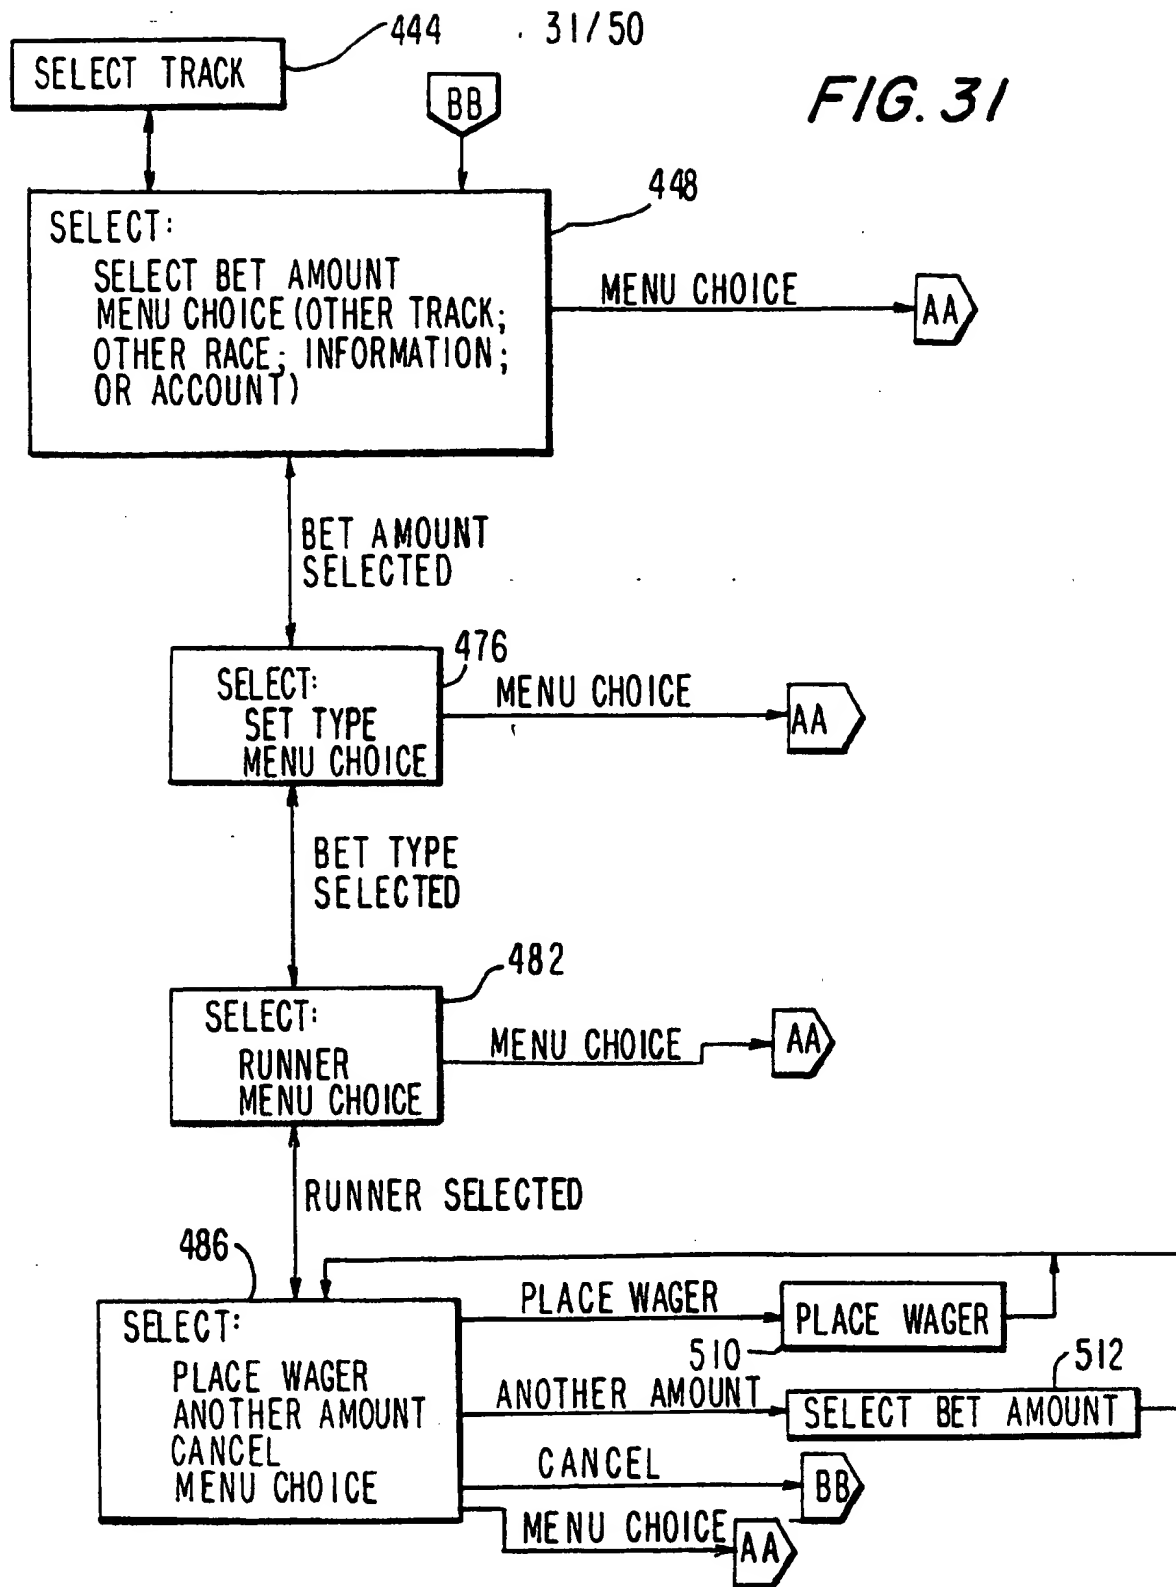 444
31/50
SELECT TRACK
BB
FIG. 31
448
SELECT:
SELECT BET AMOUNT
MENU CHOICE (OTHER TRACK;
OTHER RACE; INFORMATION;
OR ACCOUNT)
MENU CHOICE
AA
BET AMOUNT
SELECTED
476
SELECT:
SET TYPE
MENU CHOICE
MENU CHOICE
AA
BET TYPE
SELECTED
482
SELECT:
RUNNER
MENU CHOICE
MENU CHOICE
AA
RUNNER SELECTED
486
SELECT:
PLACE WAGER
ANOTHER AMOUNT
CANCEL
MENU CHOICE
PLACE WAGER
PLACE WAGER
510
512
ANOTHER AMOUNT
SELECT BET AMOUNT
CANCEL
BB
MENU CHOICE
AA